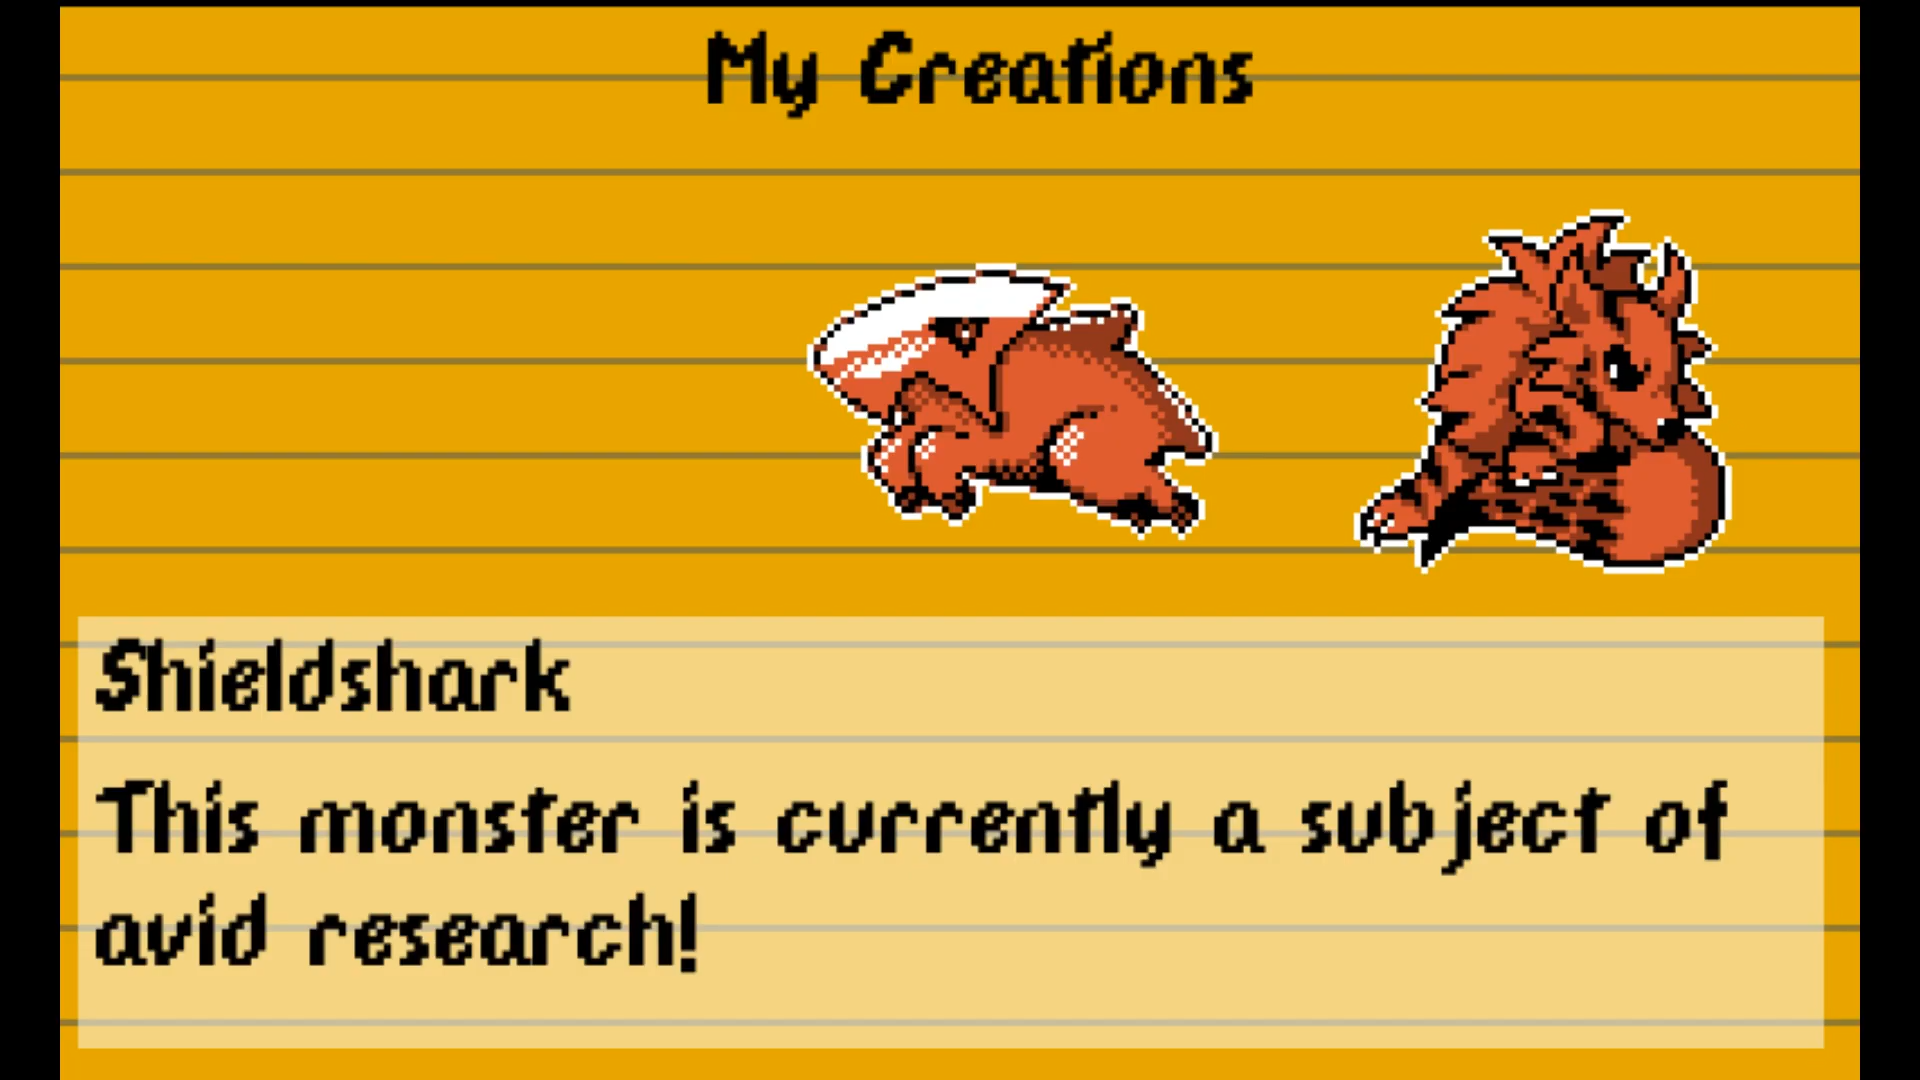 My Creations
Shieldshark
This monster is currently a subject of
avid research!